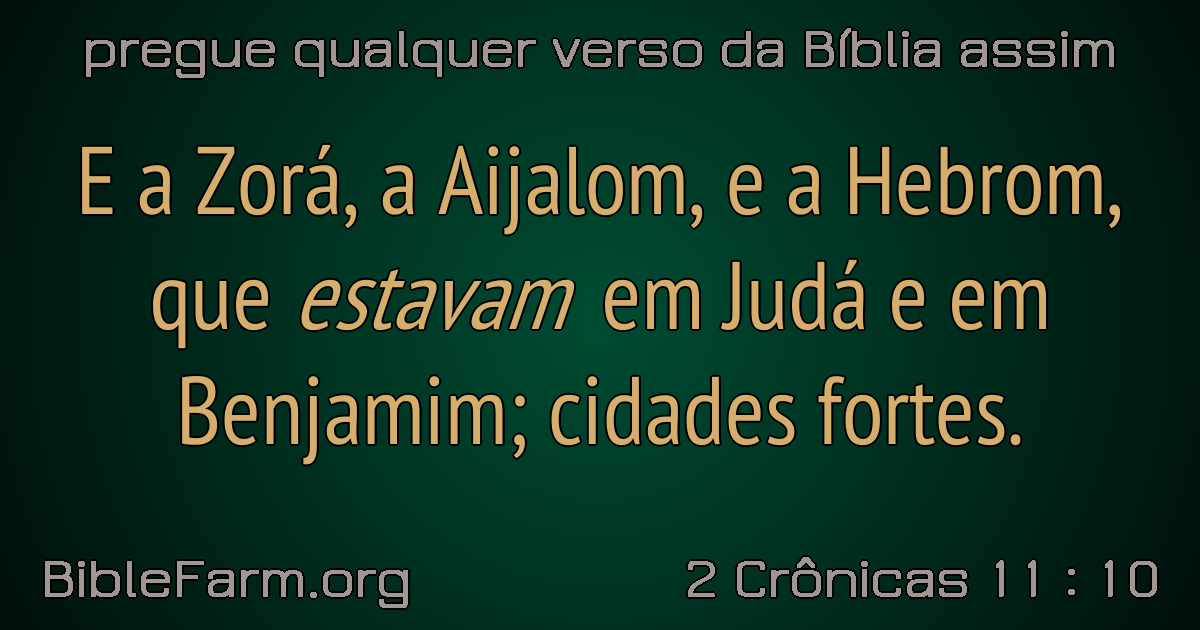 pregue qualquer verso da Bíblia assim
E a Zorá, a Aijalom, e a Hebrom,
que estavam em Judá e em
Benjamim; cidades fortes.
BibleFarm.org
2 Crônicas 11 : 10